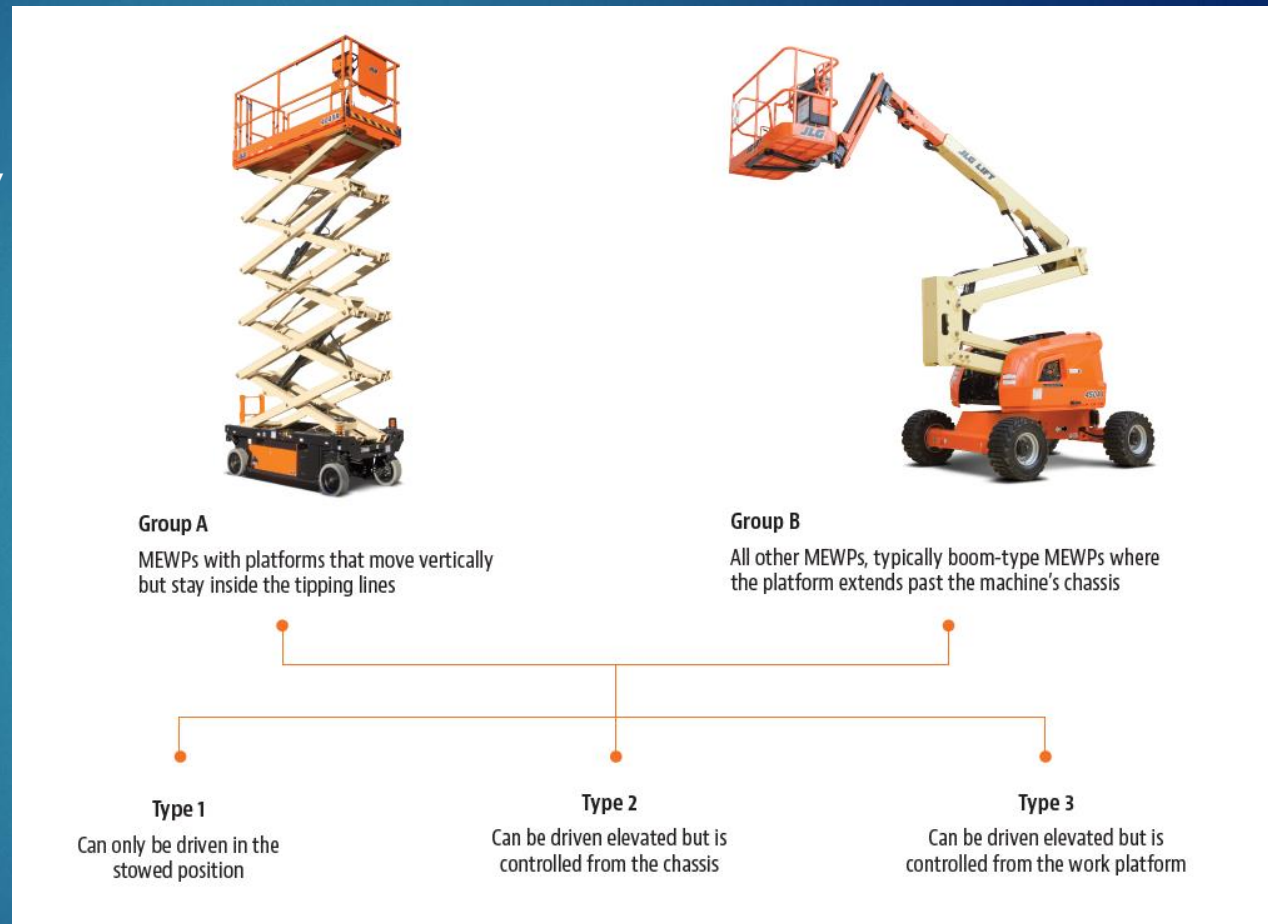 JLG
JLG LIFT
Group A
MEWPs with platforms that move vertically
but stay inside the tipping lines
Group B
All other MEWPs, typically boom-type MEWPs where
the platform extends past the machine's chassis
Type 1
Can only be driven in the
stowed position
Type 2
Can be driven elevated but is
controlled from the chassis
Type 3
Can be driven elevated but is
controlled from the work platform